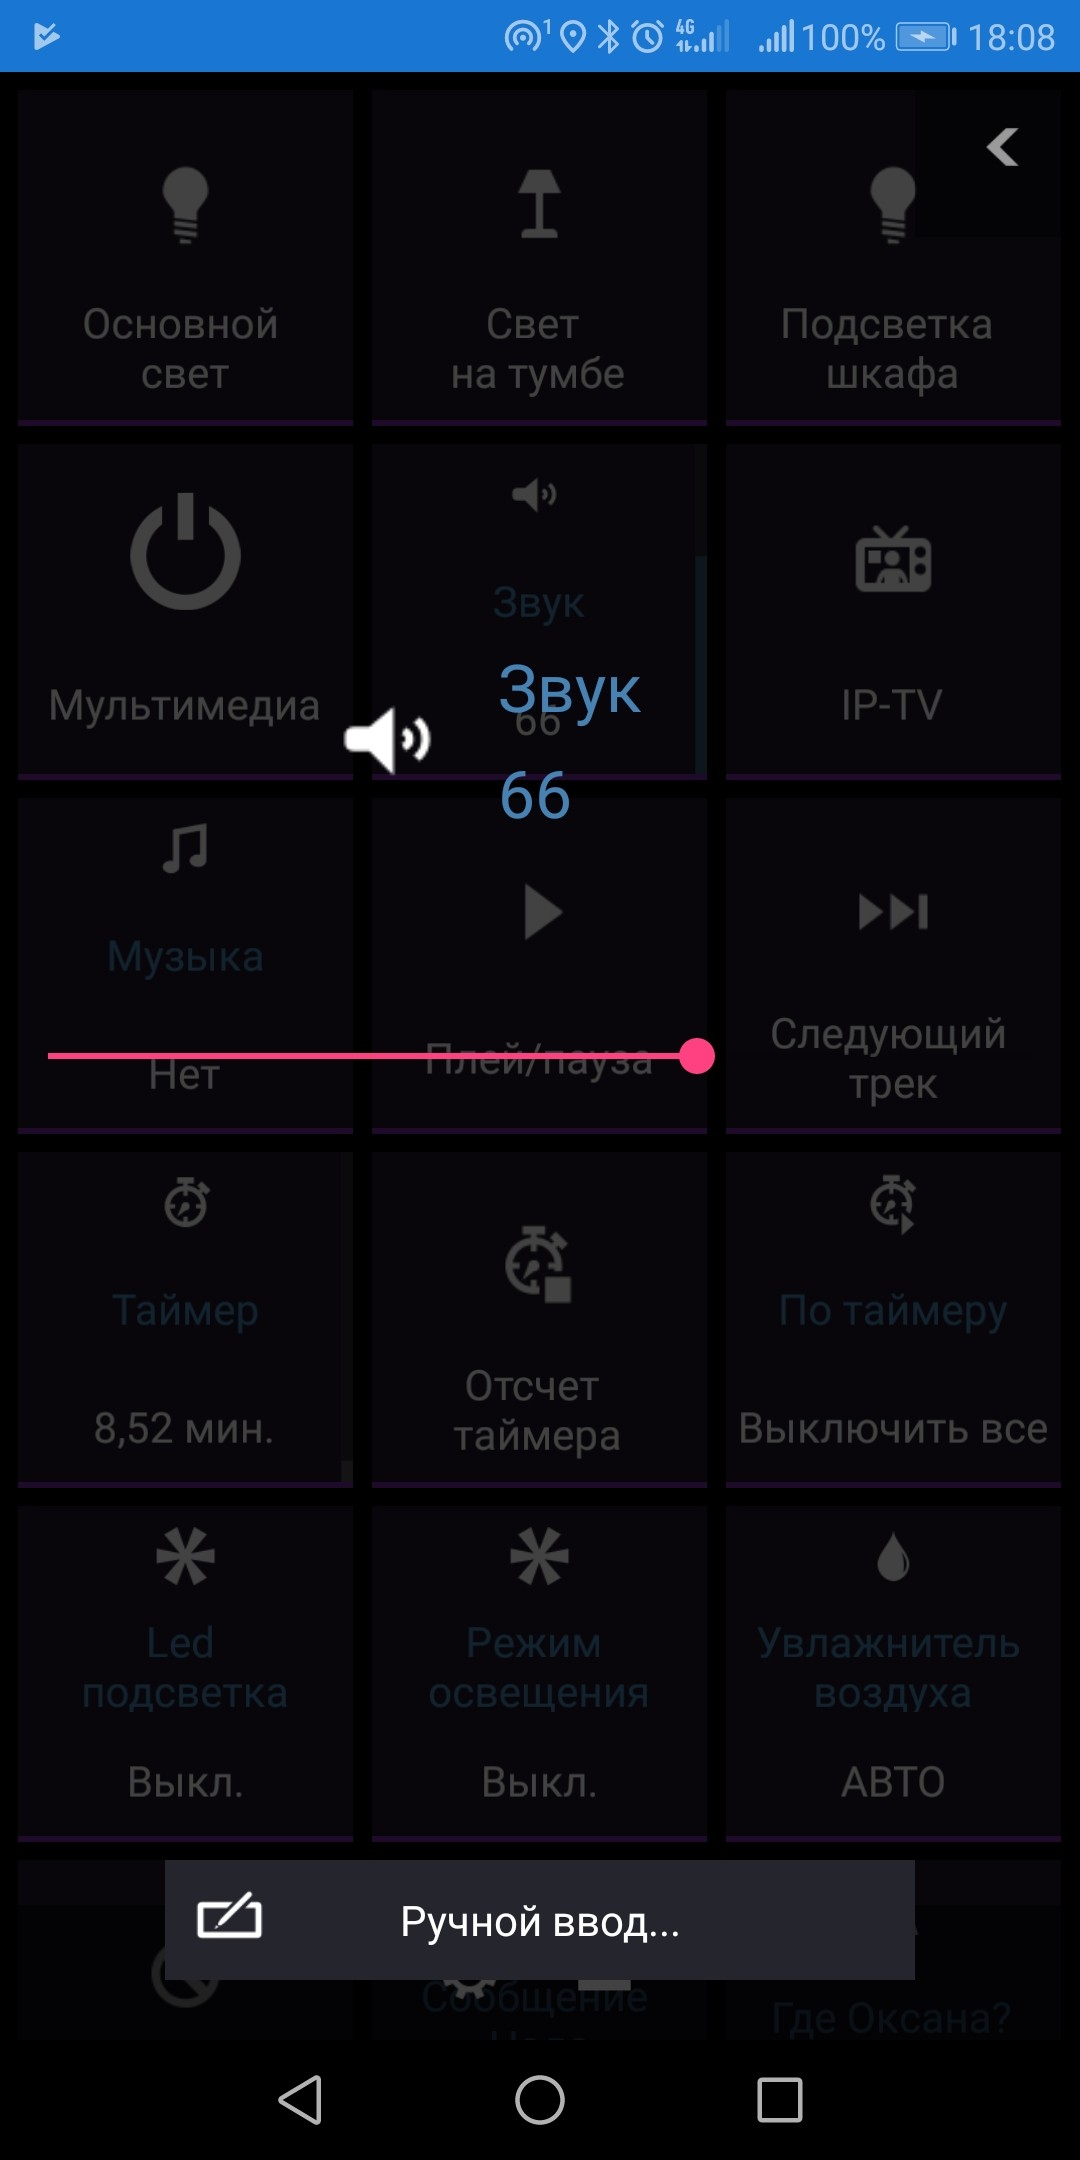 1 4G 100% 18:08
Основной
свет
Свет
на тумбе
Подсветка
шкафа
Мультимедиа
Звук
66
IP-TV
Звук
66
Музыка
Нет
Плей/пауза
Следующий
трек
Таймер
8,52 мин.
Отсчет
таймера
По таймеру
Выключить все
Led
подсветка
Выкл.
Режим
освещения
Выкл.
Увлажнитель
воздуха
АВТО
Ручной ввод...
Сообщение
Где Оксана?